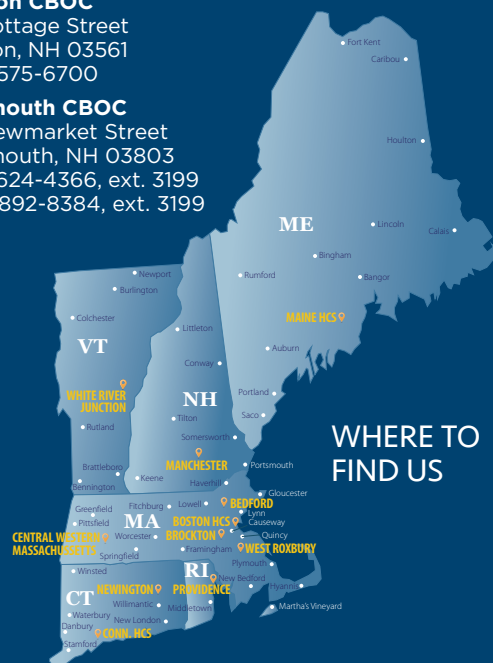 on CBOC
ottage Street
on, NH 03561
575-6700
mouth CBOC
ewmarket Street
mouth, NH 03803
624-4366, ext. 3199
892-8384, ext. 3199
Fort Kent
Caribou
Houlton
ME
Lincoln
Calais
Bingham
Rumford
Bangor
MAINE HCS
Auburn
Portland
Saco
Newport
Burlington
Colchester
VT
WHITE RIVER
JUNCTION
Rutland
Brattleboro
Bennington
Littleton
Conway
NH
Tilton
Somersworth
MANCHESTER
Keene
Portsmouth
Haverhill
WHERE TO
FIND US
Gloucester
Greenfield
Fitchburg
Lowell
BEDFORD
Lynn
Pittsfield
MA
BOSTON HCS
Causeway
CENTRAL WESTERN
MASSACHUSETTS
Worcester
BROCKTON
Quincy
Springfield
Framingham
WEST ROXBURY
Plymouth
Winsted
RI
New Bedford
Hyannis
CT
NEWINGTON
PROVIDENCE
Willimantic
Middletown
Martha's Vineyard
Waterbury
New London
Danbury
CONN. HCS
Stamford